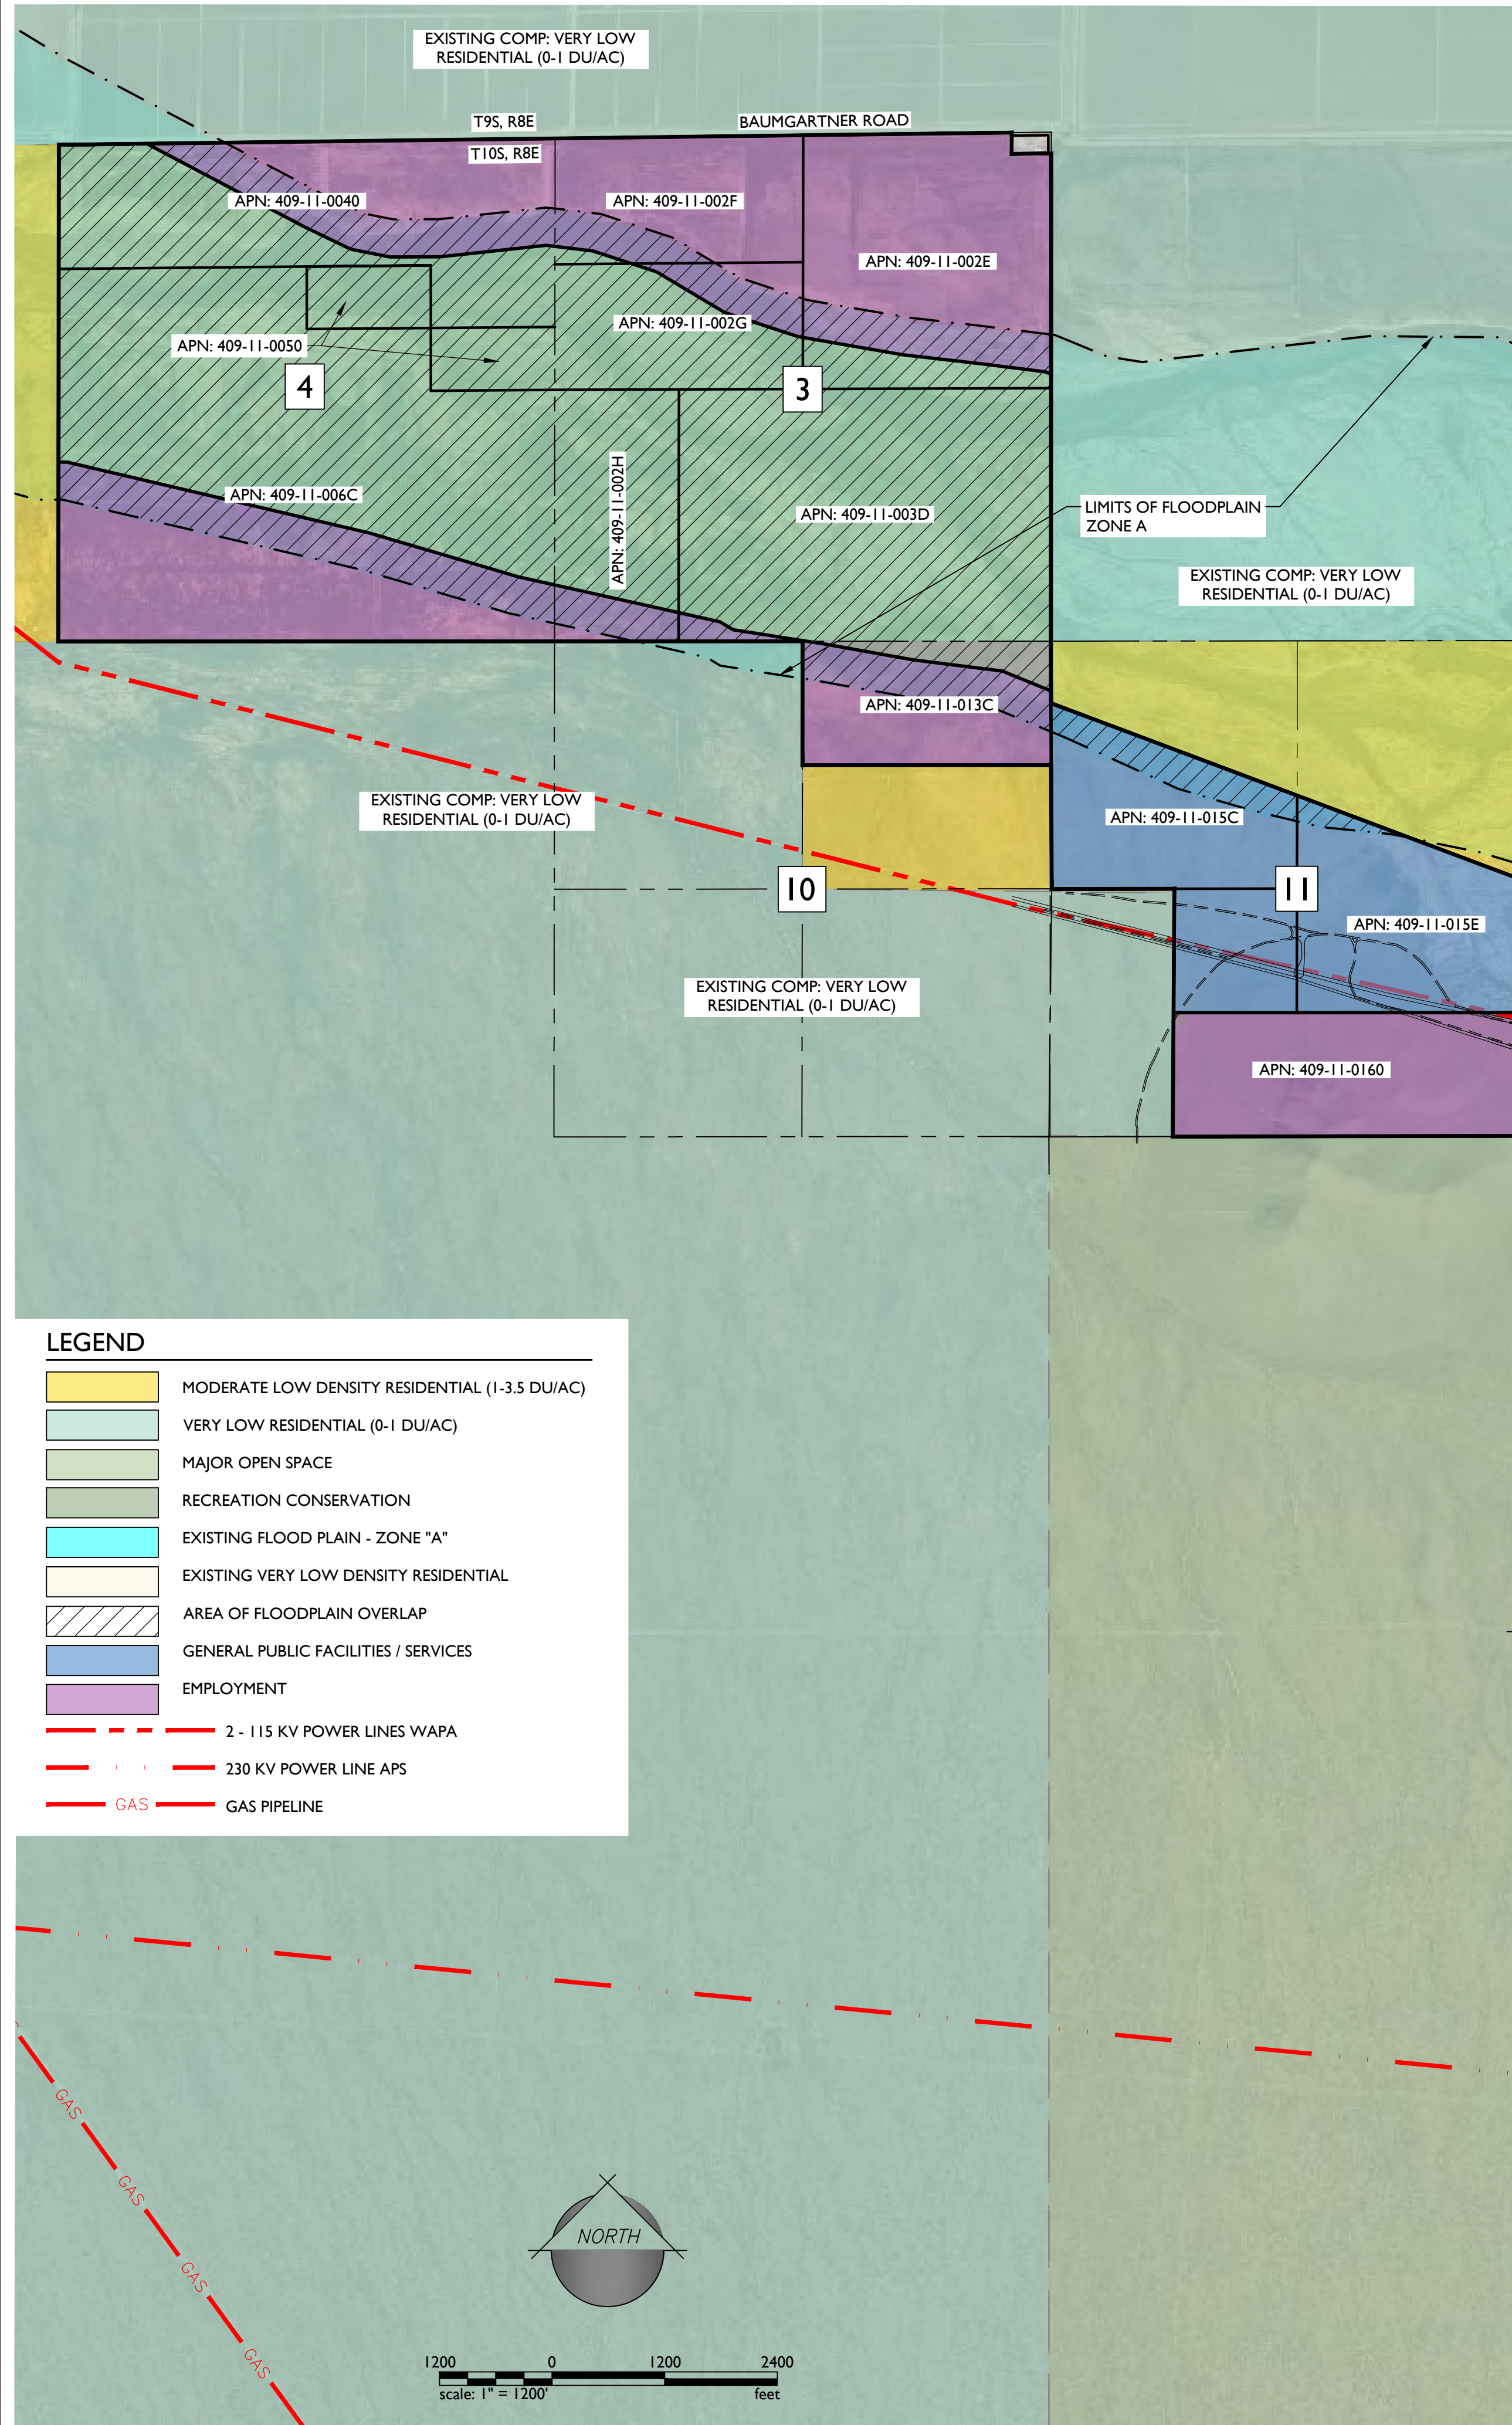 EXISTING COMP: VERY LOW
RESIDENTIAL (0-1 DU/AC)
T9S, R8E
BAUMGARTNER ROAD
T10S, R8E
APN: 409-11-0040
APN: 409-11-002F
APN: 409-11-002E
APN: 409-11-002G
APN: 409-11-0050
4
3
APN: 409-11-002H
APN: 409-11-006C
APN: 409-11-003D
LIMITS OF FLOODPLAIN
ZONE A
EXISTING COMP: VERY LOW
RESIDENTIAL (0-1 DU/AC)
APN: 409-11-013C
EXISTING COMP: VERY LOW
RESIDENTIAL (0-1 DU/AC)
APN: 409-11-015C
10
11
APN: 409-11-015E
EXISTING COMP: VERY LOW
RESIDENTIAL (0-1 DU/AC)
APN: 409-11-0160
LEGEND
MODERATE LOW DENSITY RESIDENTIAL (1-3.5 DU/AC)
VERY LOW RESIDENTIAL (0-1 DU/AC)
MAJOR OPEN SPACE
RECREATION CONSERVATION
EXISTING FLOOD PLAIN - ZONE "A"
EXISTING VERY LOW DENSITY RESIDENTIAL
AREA OF FLOODPLAIN OVERLAP
GENERAL PUBLIC FACILITIES / SERVICES
EMPLOYMENT
2 - 115 KV POWER LINES WAPA
230 KV POWER LINE APS
GAS
GAS PIPELINE
GAS
GAS
GAS
GAS
NORTH
1200 0 1200 2400
scale: 1" = 1200' feet